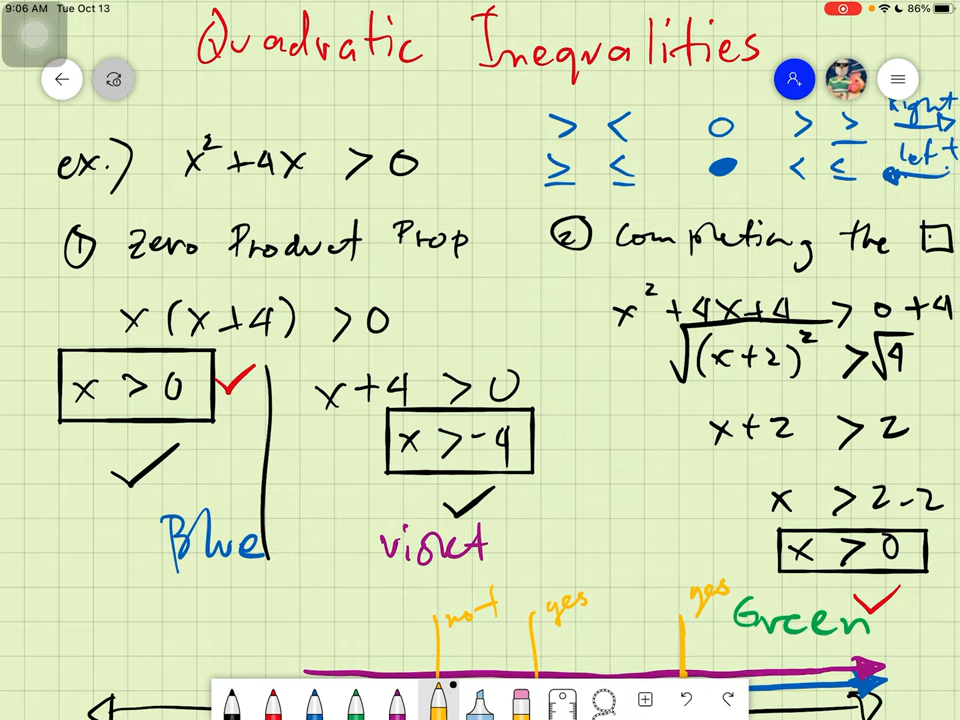 9:06 AM Tue Oct 13
86%
Quadratic Inequalities
> < ○ > ≥ right
≥ ≤ ● < ≤ left
ex.) x² + 4x > 0
① Zero Product Prop
② Completing the □
x (x + 4) > 0
x > 0 ✓
x + 4 > 0
x > -4
✓
✓
Blue
violet
x² + 4x + 4 > 0 + 4
√(x + 2)² > √4
x + 2 > 2
x > 2 - 2
x > 0
✓
Green
not yes yes